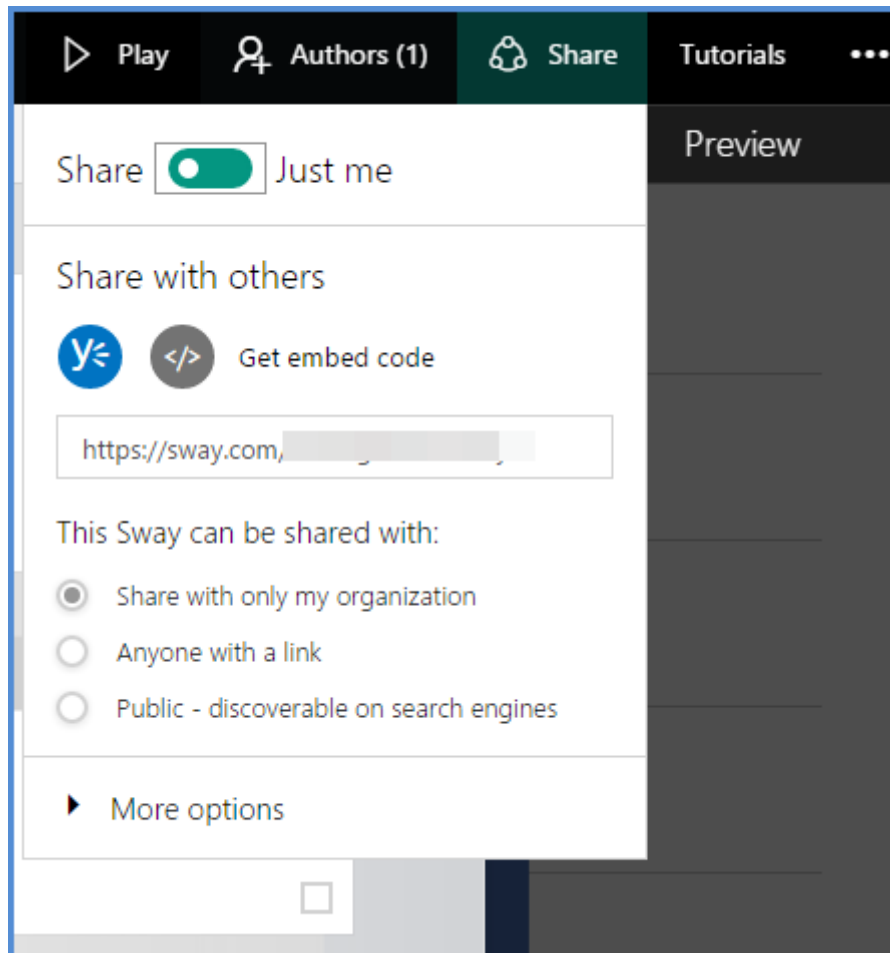 Play Authors (1) Share Tutorials •••
Preview
Share Just me
Share with others
y </> Get embed code
https://sway.com/
This Sway can be shared with:
Share with only my organization
Anyone with a link
Public - discoverable on search engines
More options